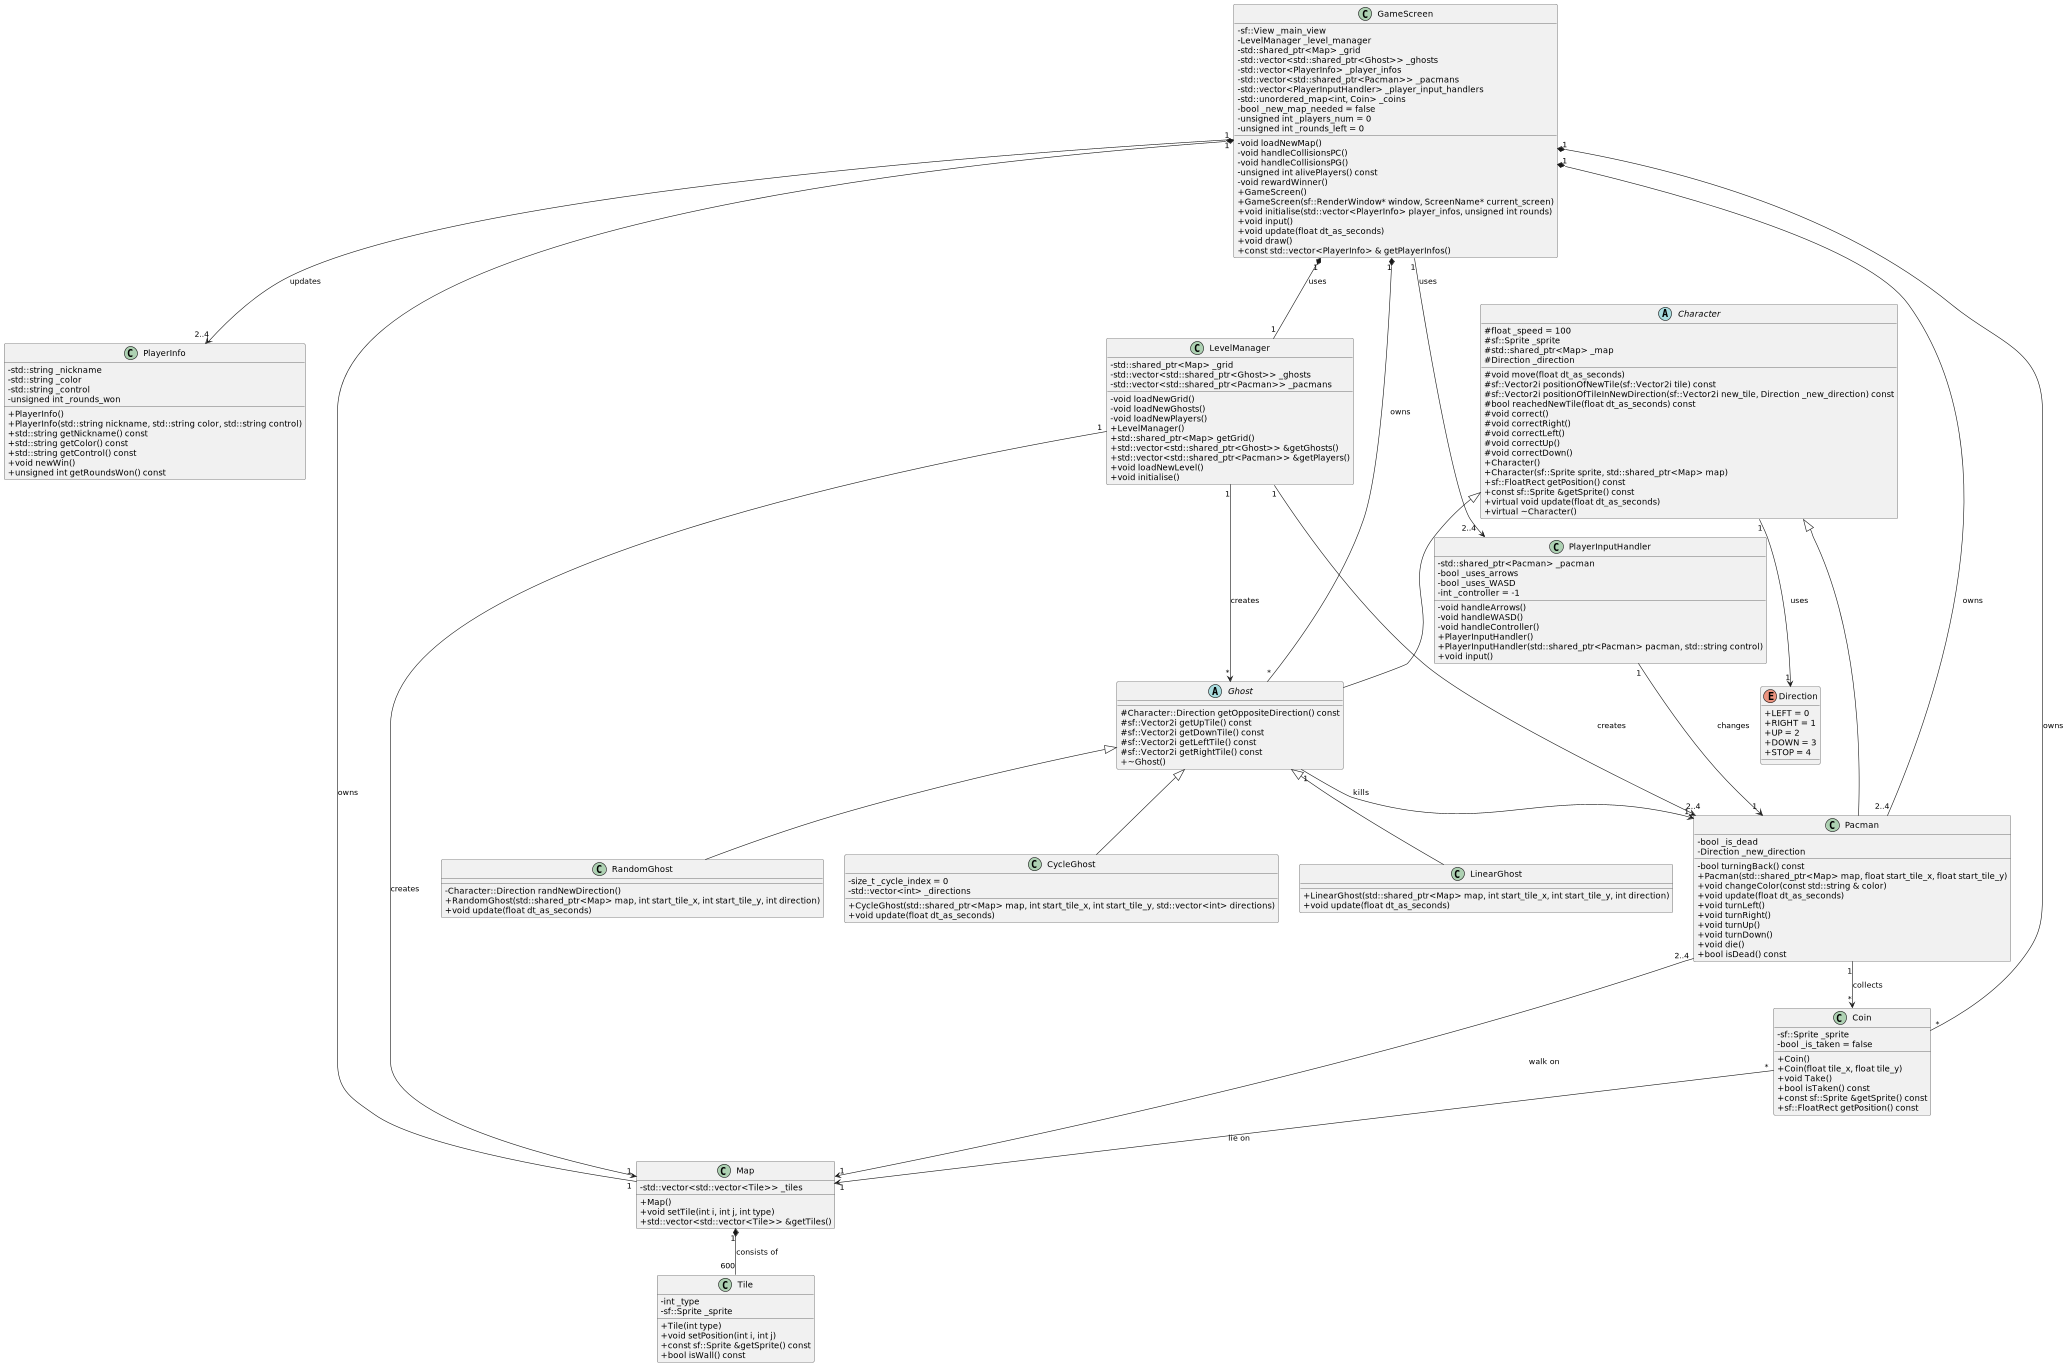 C GameScreen
-sf::View _main_view
-LevelManager _level_manager
-std::shared_ptr<Map> _grid
-std::vector<std::shared_ptr<Ghost>> _ghosts
-std::vector<PlayerInfo> _player_infos
-std::vector<std::shared_ptr<Pacman>> _pacmans
-std::vector<PlayerInputHandler> _player_input_handlers
-std::unordered_map<int, Coin> _coins
-bool _new_map_needed = false
-unsigned int _players_num = 0
-unsigned int _rounds_left = 0
-void loadNewMap()
-void handleCollisionsPC()
-void handleCollisionsPG()
-unsigned int alivePlayers() const
-void rewardWinner()
+GameScreen()
+GameScreen(sf::RenderWindow* window, ScreenName* current_screen)
+void initialise(std::vector<PlayerInfo> player_infos, unsigned int rounds)
+void input()
+void update(float dt_as_seconds)
+void draw()
+const std::vector<PlayerInfo> & getPlayerInfos()
1
1
1
1
1
1
1
updates
uses
uses
2..4
1
C PlayerInfo
-std::string _nickname
-std::string _color
-std::string _control
-unsigned int _rounds_won
+PlayerInfo()
+PlayerInfo(std::string nickname, std::string color, std::string control)
+std::string getNickname() const
+std::string getColor() const
+std::string getControl() const
+void newWin()
+unsigned int getRoundsWon() const
C LevelManager
-std::shared_ptr<Map> _grid
-std::vector<std::shared_ptr<Ghost>> _ghosts
-std::vector<std::shared_ptr<Pacman>> _pacmans
-void loadNewGrid()
-void loadNewGhosts()
-void loadNewPlayers()
+LevelManager()
+std::shared_ptr<Map> getGrid()
+std::vector<std::shared_ptr<Ghost>> &getGhosts()
+std::vector<std::shared_ptr<Pacman>> &getPlayers()
+void loadNewLevel()
+void initialise()
1
1
1
owns
A Character
#float _speed = 100
#sf::Sprite _sprite
#std::shared_ptr<Map> _map
#Direction _direction
#void move(float dt_as_seconds)
#sf::Vector2i positionOfNewTile(sf::Vector2i tile) const
#sf::Vector2i positionOfTileInNewDirection(sf::Vector2i new_tile, Direction _new_direction) const
#bool reachedNewTile(float dt_as_seconds) const
#void correct()
#void correctRight()
#void correctLeft()
#void correctUp()
#void correctDown()
+Character()
+Character(sf::Sprite sprite, std::shared_ptr<Map> map)
+sf::FloatRect getPosition() const
+const sf::Sprite &getSprite() const
+virtual void update(float dt_as_seconds)
+virtual ~Character()
2..4
1
C PlayerInputHandler
-std::shared_ptr<Pacman> _pacman
-bool _uses_arrows
-bool _uses_WASD
-int _controller = -1
-void handleArrows()
-void handleWASD()
-void handleController()
+PlayerInputHandler()
+PlayerInputHandler(std::shared_ptr<Pacman> pacman, std::string control)
+void input()
creates
uses
owns
*
*
1
1
A Ghost
#Character::Direction getOppositeDirection() const
#sf::Vector2i getUpTile() const
#sf::Vector2i getDownTile() const
#sf::Vector2i getLeftTile() const
#sf::Vector2i getRightTile() const
+~Ghost()
E Direction
+LEFT = 0
+RIGHT = 1
+UP = 2
+DOWN = 3
+STOP = 4
creates
changes
owns
1
owns
kills
2..4
1
1
2..4
C RandomGhost
-Character::Direction randNewDirection()
+RandomGhost(std::shared_ptr<Map> map, int start_tile_x, int start_tile_y, int direction)
+void update(float dt_as_seconds)
C CycleGhost
-size_t _cycle_index = 0
-std::vector<int> _directions
+CycleGhost(std::shared_ptr<Map> map, int start_tile_x, int start_tile_y, std::vector<int> directions)
+void update(float dt_as_seconds)
C LinearGhost
+LinearGhost(std::shared_ptr<Map> map, int start_tile_x, int start_tile_y, int direction)
+void update(float dt_as_seconds)
C Pacman
-bool _is_dead
-Direction _new_direction
-bool turningBack() const
+Pacman(std::shared_ptr<Map> map, float start_tile_x, float start_tile_y)
+void changeColor(const std::string & color)
+void update(float dt_as_seconds)
+void turnLeft()
+void turnRight()
+void turnUp()
+void turnDown()
+void die()
+bool isDead() const
creates
2..4
1
collects
*
*
C Coin
-sf::Sprite _sprite
-bool _is_taken = false
+Coin()
+Coin(float tile_x, float tile_y)
+void Take()
+bool isTaken() const
+const sf::Sprite &getSprite() const
+sf::FloatRect getPosition() const
walk on
*
lie on
1
1
1
1
C Map
-std::vector<std::vector<Tile>> _tiles
+Map()
+void setTile(int i, int j, int type)
+std::vector<std::vector<Tile>> &getTiles()
1
consists of
600
C Tile
-int _type
-sf::Sprite _sprite
+Tile(int type)
+void setPosition(int i, int j)
+const sf::Sprite &getSprite() const
+bool isWall() const